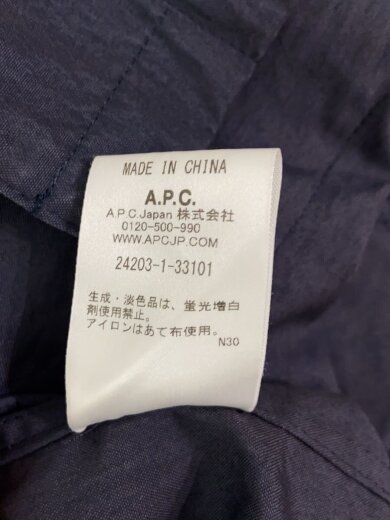 MADE IN CHINA
A.P.C.
A.P.C.Japan 株式会社
0120-500-990
WWW.APCJP.COM
24203-1-33101
生成・淡色品は、蛍光増白
剤使用禁止。
アイロンはあて布使用。
N30